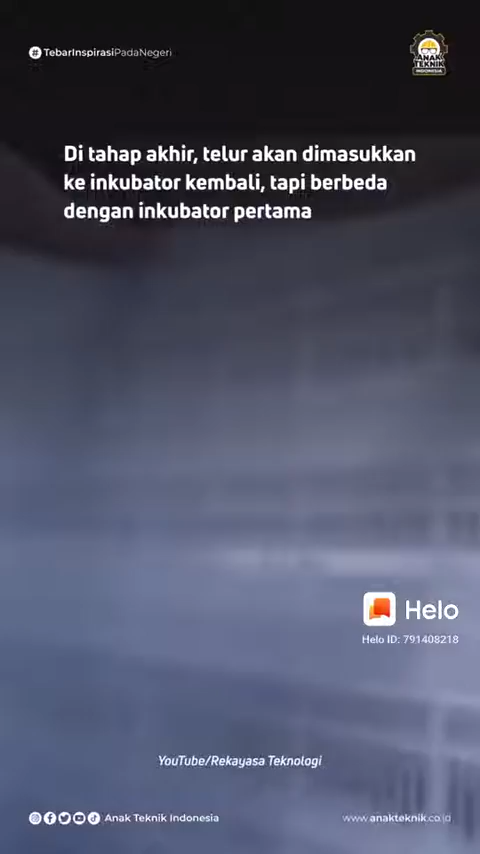 #TebarInspirasiPadaNegeri
ANAK
TEKNIK
INDONESIA
Di tahap akhir, telur akan dimasukkan
ke inkubator kembali, tapi berbeda
dengan inkubator pertama
Helo
Helo ID: 791408218
YouTube/Rekayasa Teknologi
Anak Teknik Indonesia
www.anakteknik.co.id